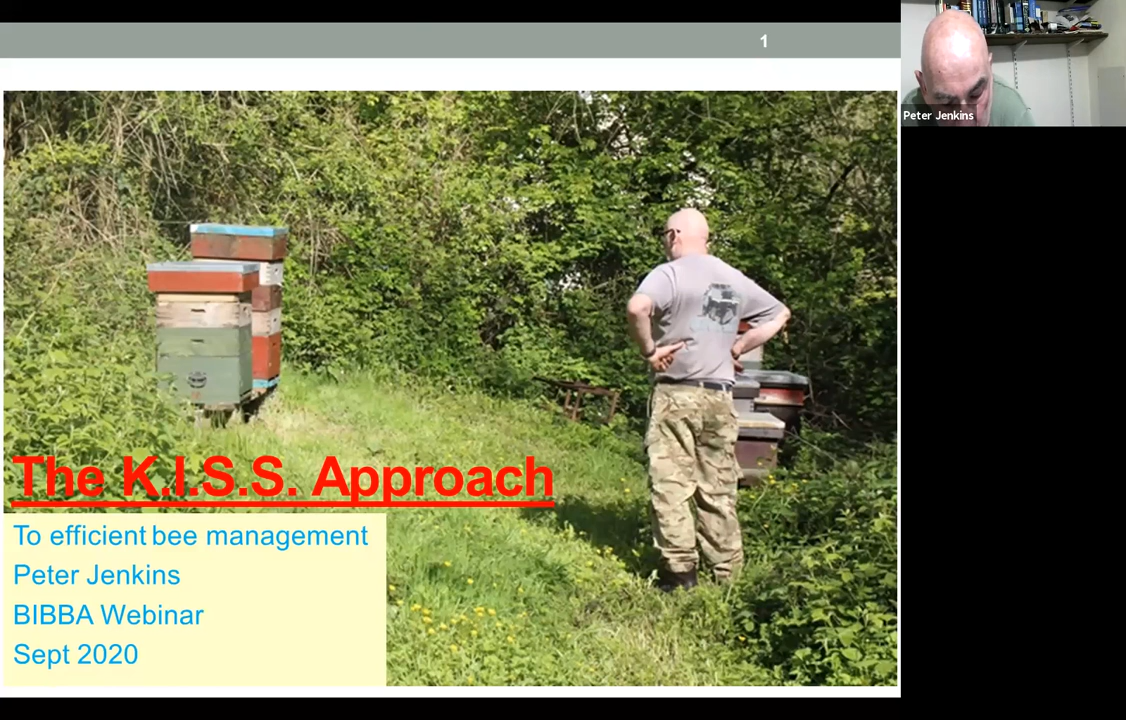 1
Peter Jenkins
The K.I.S.S. Approach
To efficient bee management
Peter Jenkins
BIBBA Webinar
Sept 2020